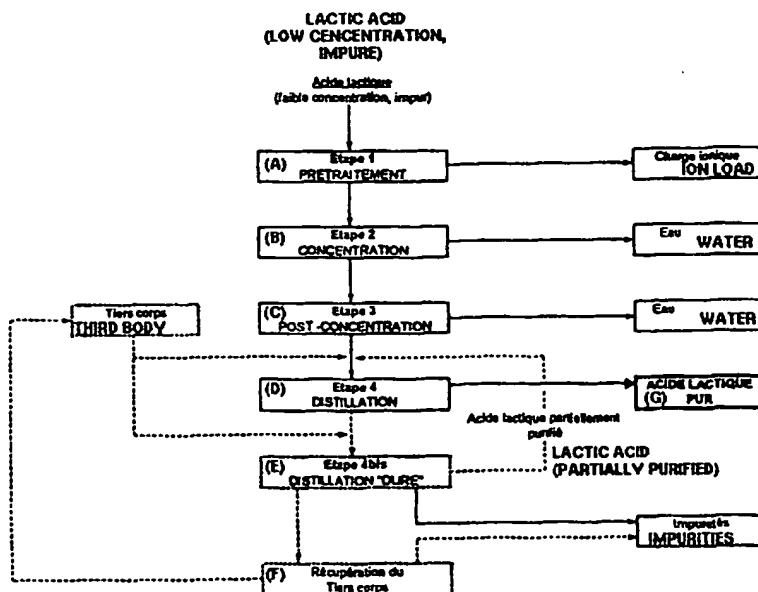 LACTIC ACID
(LOW CENCENTRATION,
IMPURE)
Acide lactique
(faible concentration, impur)
(A) Etape 1
PRETRAITEMENT
Charge ionique
ION LOAD
(B) Etape 2
CONCENTRATION
Eau
WATER
Tiers corps
THIRD BODY
(C) Etape 3
POST-CONCENTRATION
Eau
WATER
(D) Etape 4
DISTILLATION
ACIDE LACTIQUE
(G) PUR
Acide lactique partiellement
purifié
LACTIC ACID
(PARTIALLY PURIFIED)
(E) Etape 4bis
DISTILLATION "DURE"
Impuretés
IMPURITIES
(F) Récupération du
Tiers corps